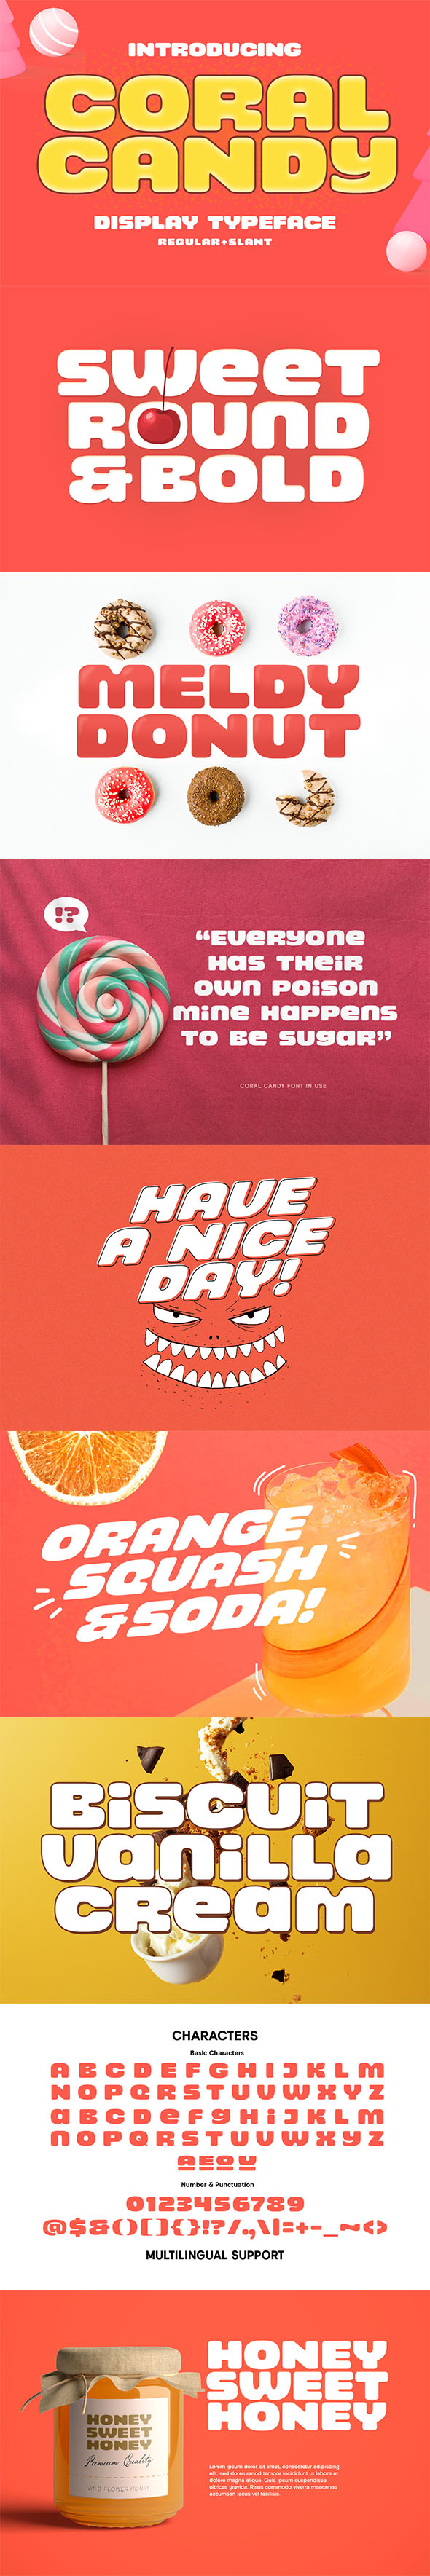 INTRODUCING
CORAL
CANDY
DISPLAY TYPEFACE
REGULAR+SLANT
SWeeT
ROUND
& BOLD
MELDY
DONUT
!?
“EVERYONE
HAS THEIR
OWN POISON
MINE HAPPENS
TO BE SUGAR”
CORAL CANDY FONT IN USE
HAVE
A NICE
DAY!
ORANGE
SQUASH
& SODA!
BiSCUiT
VaniLLa
CReam
CHARACTERS
Basic Characters
A B C D E F G H I J K L M
N O P Q R S T U V W X Y Z
a B C D e F g H i J K L m
n O P Q R S T U V W X y Z
A E O U
Number & Punctuation
0123456789
@$&()[]{}!?/.,\|=+-_~<>
MULTILINGUAL SUPPORT
HONEY
SWEET
HONEY
HONEY
SWEET
HONEY
Premium Quality
Lorem ipsum dolor sit amet, consectetur adipiscing
elit, sed do eiusmod tempor incididunt ut labore et
dolore magna aliqua. Quis ipsum suspendisse
ultrices gravida. Risus commodo viverra maecenas
accumsan lacus vel facilisis.